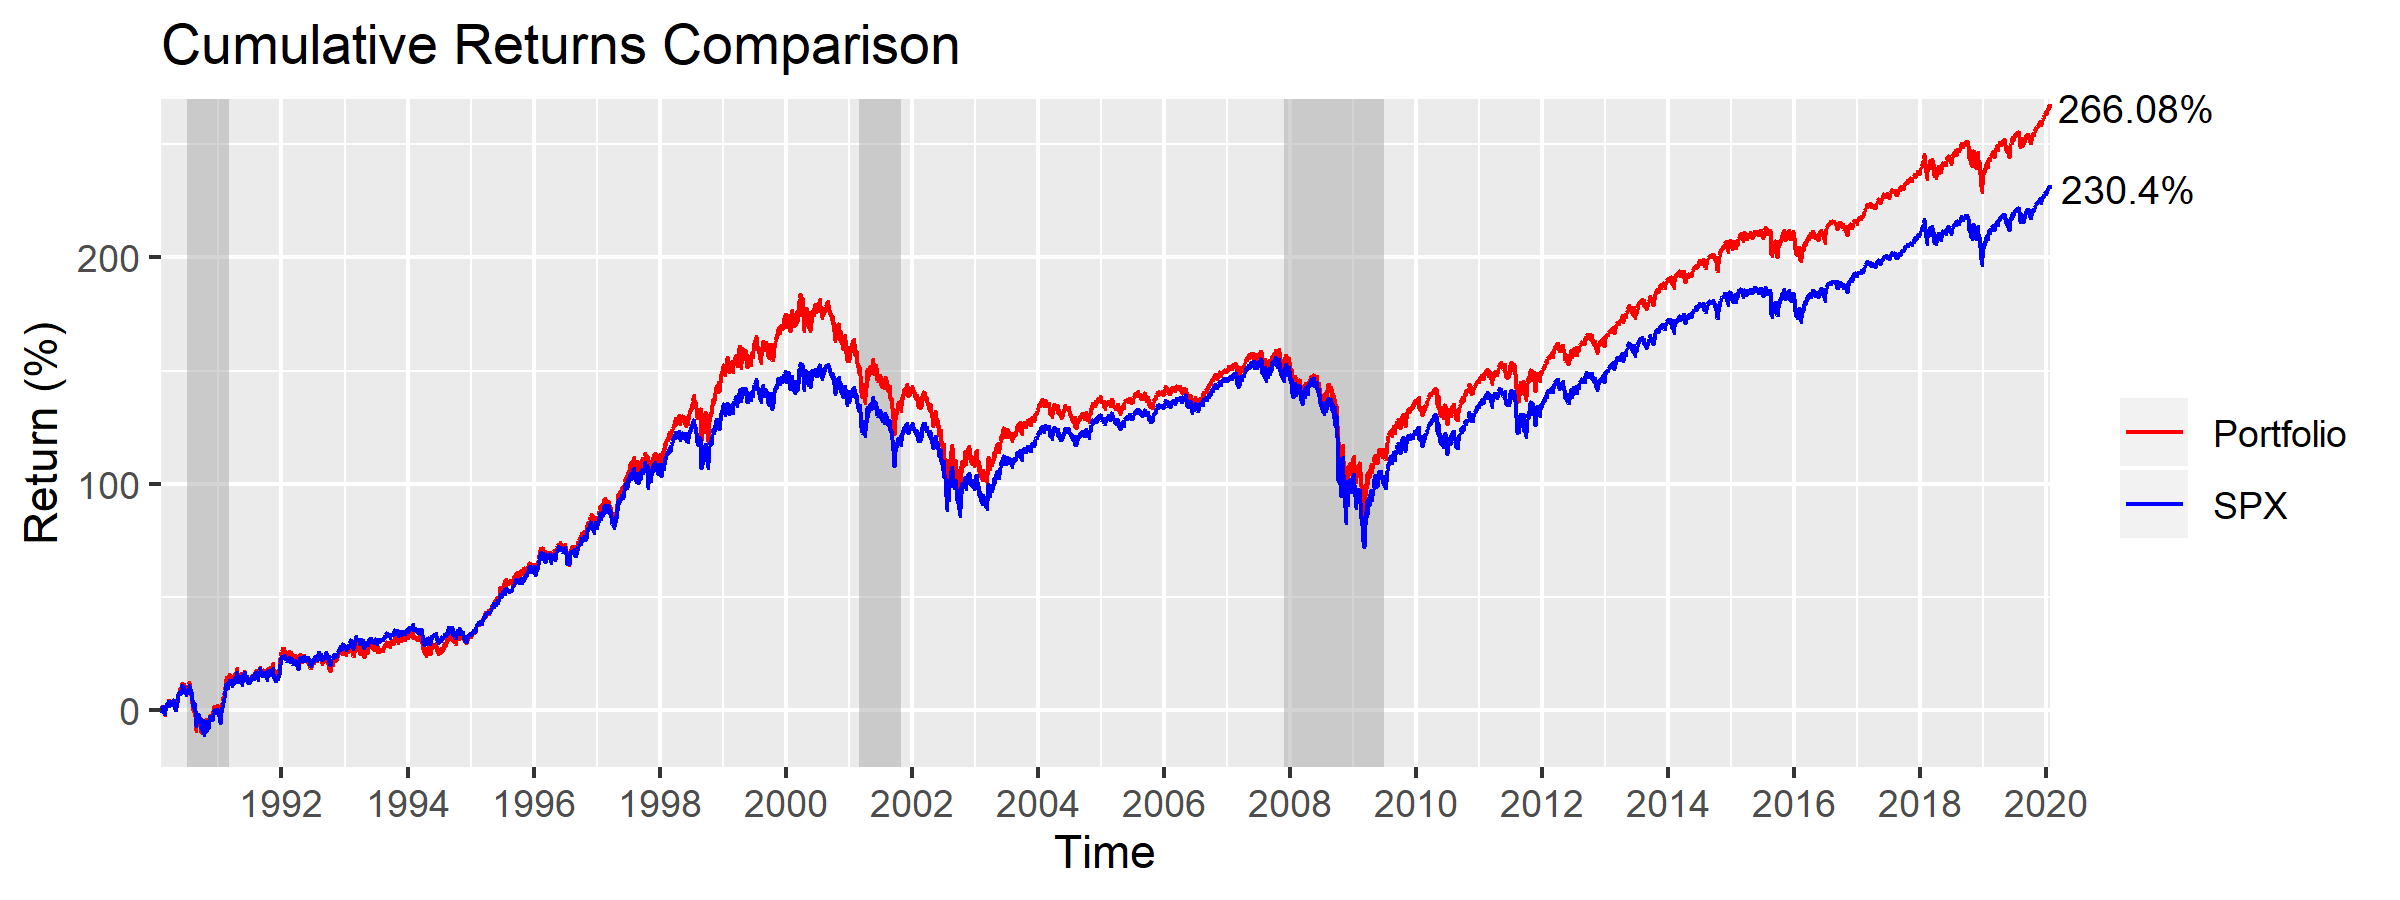 Cumulative Returns Comparison
266.08%
230.4%
200
100
0
Return (%)
Portfolio
SPX
1992 1994 1996 1998 2000 2002 2004 2006 2008 2010 2012 2014 2016 2018 2020
Time